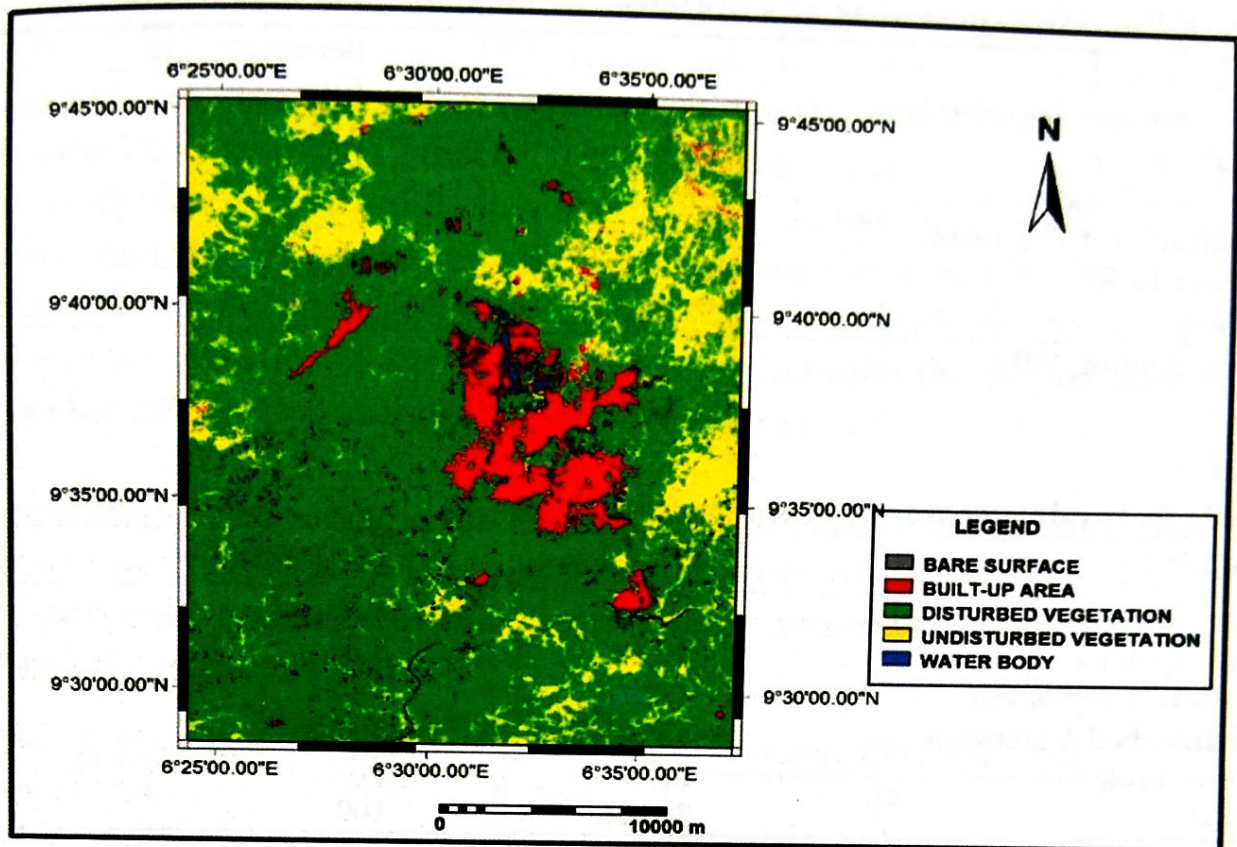 6°25'00.00"E 6°30'00.00"E 6°35'00.00"E
9°45'00.00"N 9°45'00.00"N
N
9°40'00.00"N 9°40'00.00"N
9°35'00.00"N 9°35'00.00"N
LEGEND
BARE SURFACE
BUILT-UP AREA
DISTURBED VEGETATION
UNDISTURBED VEGETATION
WATER BODY
9°30'00.00"N 9°30'00.00"N
6°25'00.00"E 6°30'00.00"E 6°35'00.00"E
0 10000 m